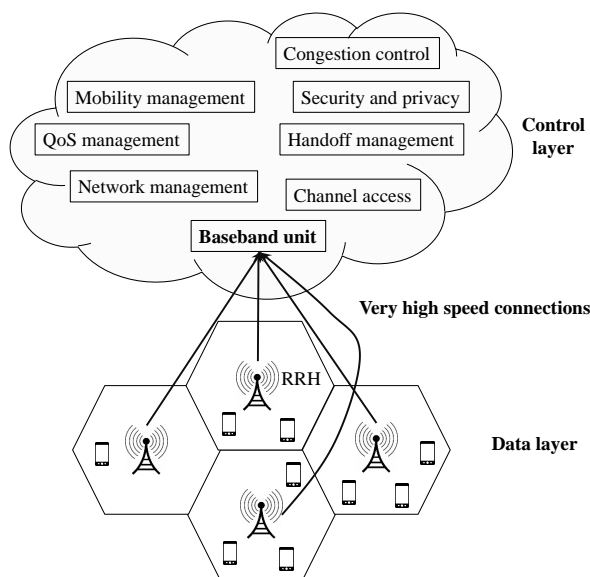 Congestion control
Mobility management
Security and privacy
QoS management
Handoff management
Control
layer
Network management
Channel access
Baseband unit
Very high speed connections
RRH
Data layer